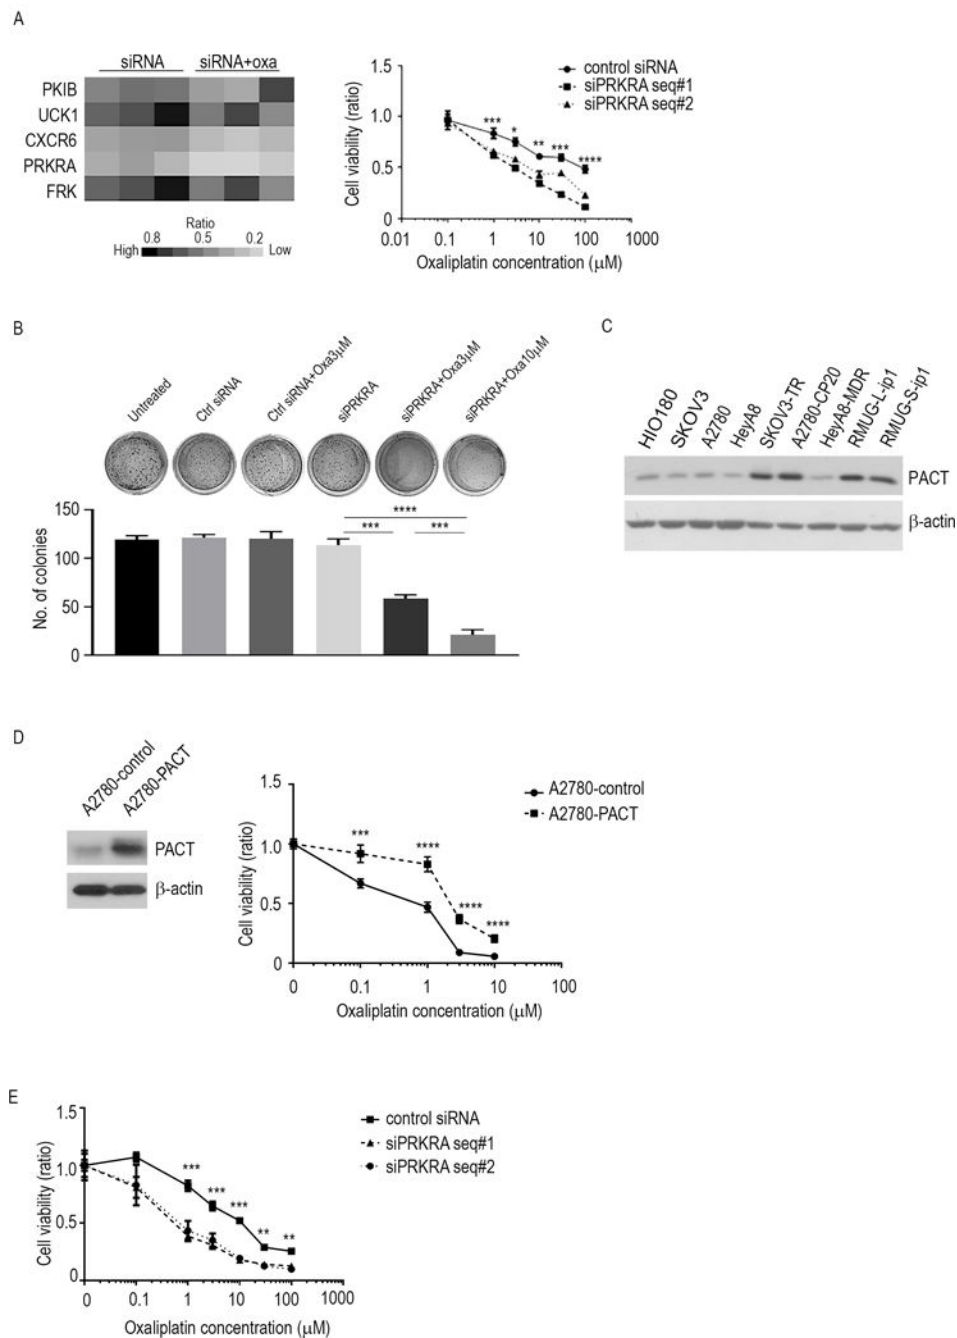 A
siRNA siRNA+oxa
PKIB
UCK1
CXCR6
PRKRA
FRK
Ratio
0.8 0.5 0.2
High Low
control siRNA
siPRKRA seq#1
siPRKRA seq#2
Cell viability (ratio)
1.5
1.0
0.5
0
*** * ** *** ****
0.01 0.1 1 10 100 1000
Oxaliplatin concentration (μM)
B
Untreated
Ctrl siRNA
Ctrl siRNA+Oxa3μM
siPRKRA
siPRKRA+Oxa3μM
siPRKRA+Oxa10μM
No. of colonies
150
100
50
0
****
*** ***
C
HIO180
SKOV3
A2780
HeyA8
SKOV3-TR
A2780-CP20
HeyA8-MDR
RMUG-L-ip1
RMUG-S-ip1
PACT
β-actin
D
A2780-control
A2780-PACT
PACT
β-actin
A2780-control
A2780-PACT
Cell viability (ratio)
1.5
1.0
0.5
0
*** **** **** ****
0 0.1 1 10 100
Oxaliplatin concentration (μM)
E
control siRNA
siPRKRA seq#1
siPRKRA seq#2
Cell viability (ratio)
1.5
1.0
0.5
0
*** *** *** ** **
0 0.1 1 10 100 1000
Oxaliplatin concentration (μM)